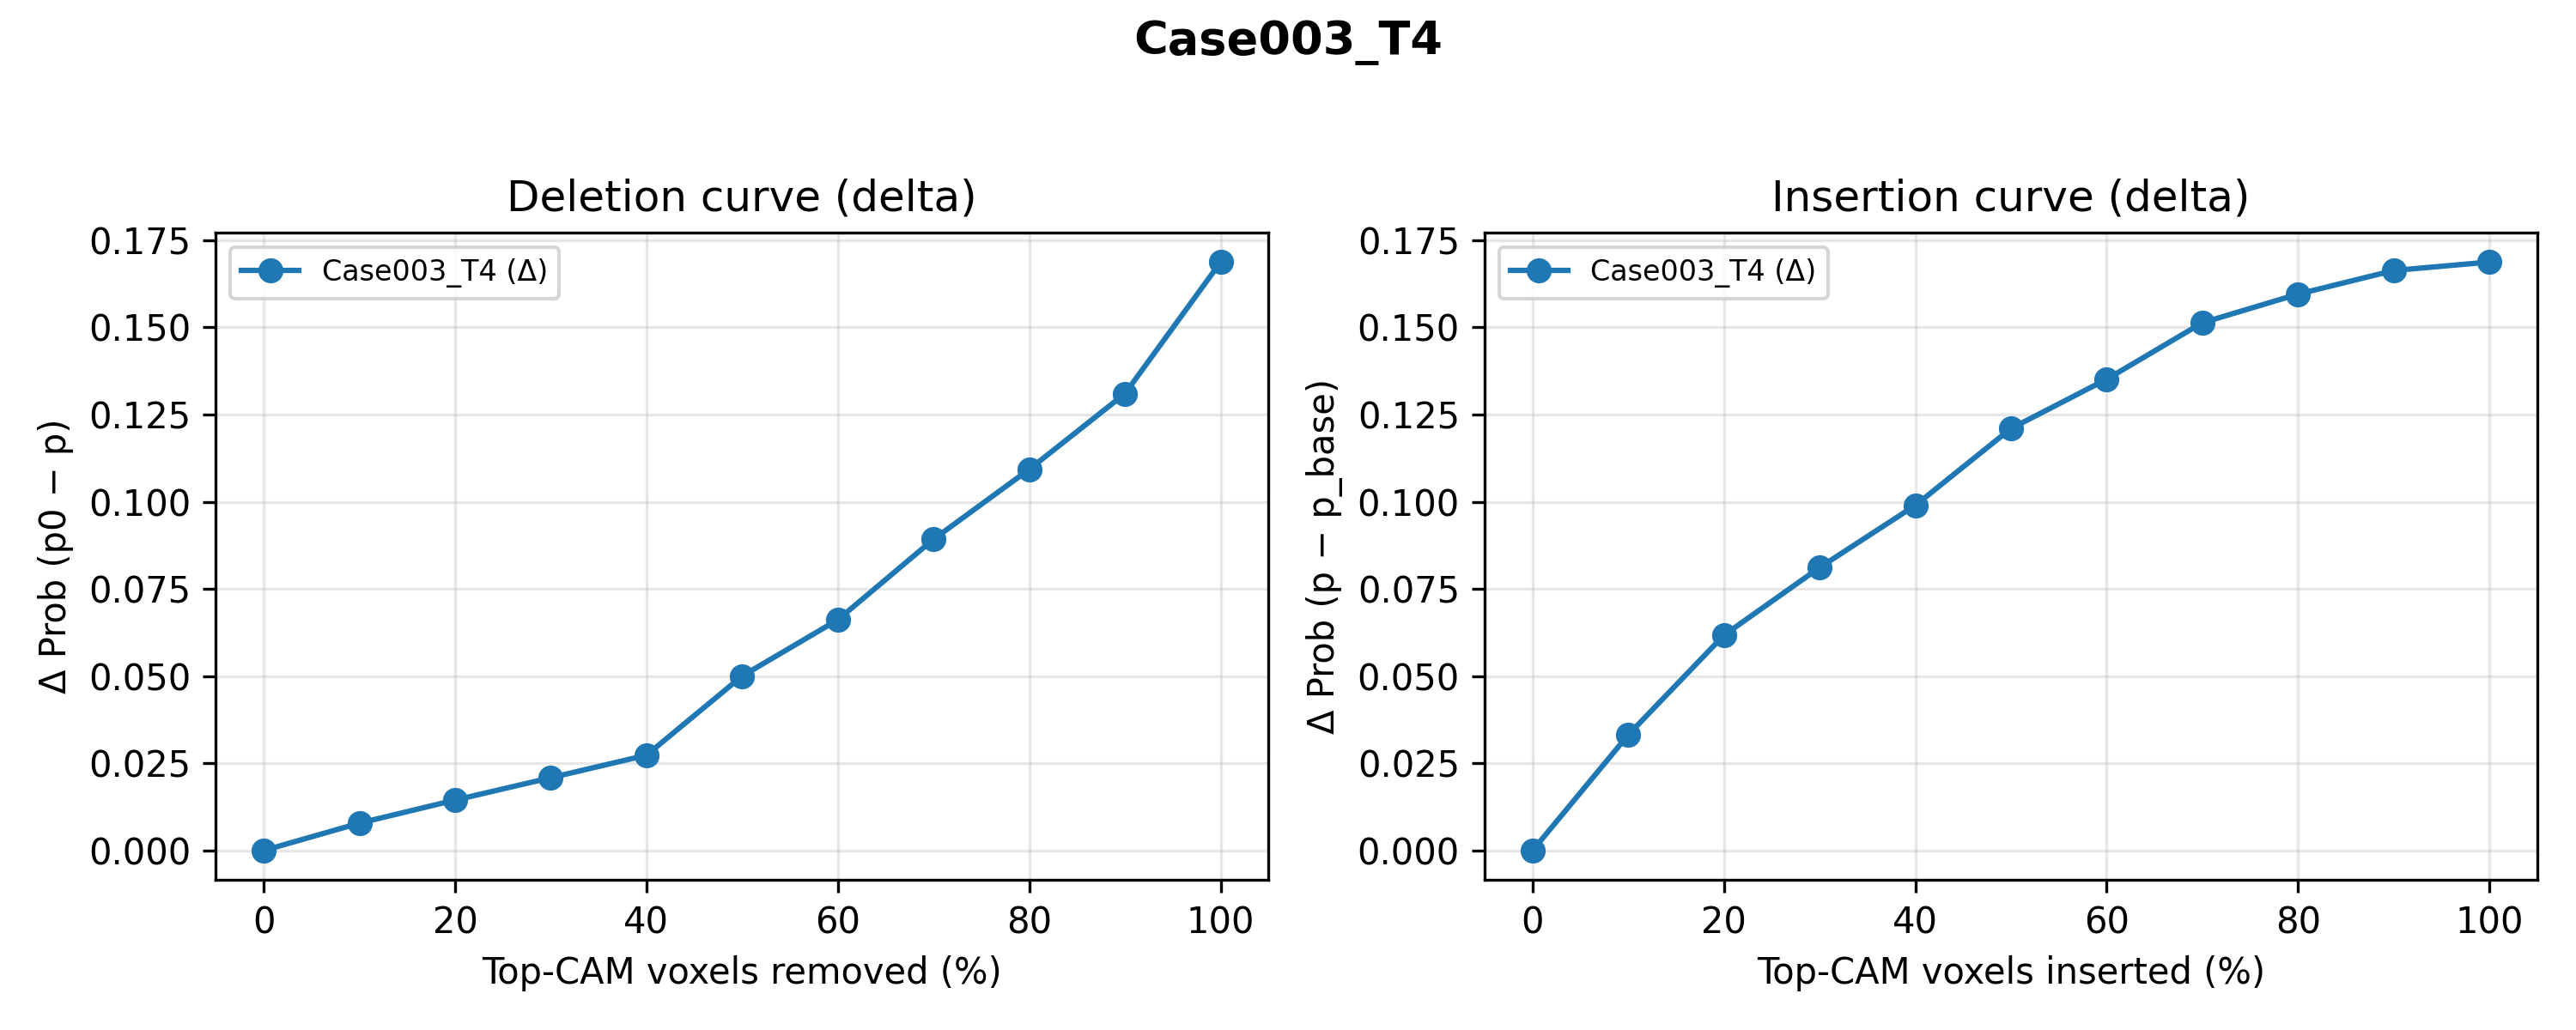 Case003_T4
Deletion curve (delta)
Δ Prob (p0 − p)
0.175
0.150
0.125
0.100
0.075
0.050
0.025
0.000
Case003_T4 (Δ)
0 20 40 60 80 100
Top-CAM voxels removed (%)
Insertion curve (delta)
Δ Prob (p − p_base)
0.175
0.150
0.125
0.100
0.075
0.050
0.025
0.000
Case003_T4 (Δ)
0 20 40 60 80 100
Top-CAM voxels inserted (%)